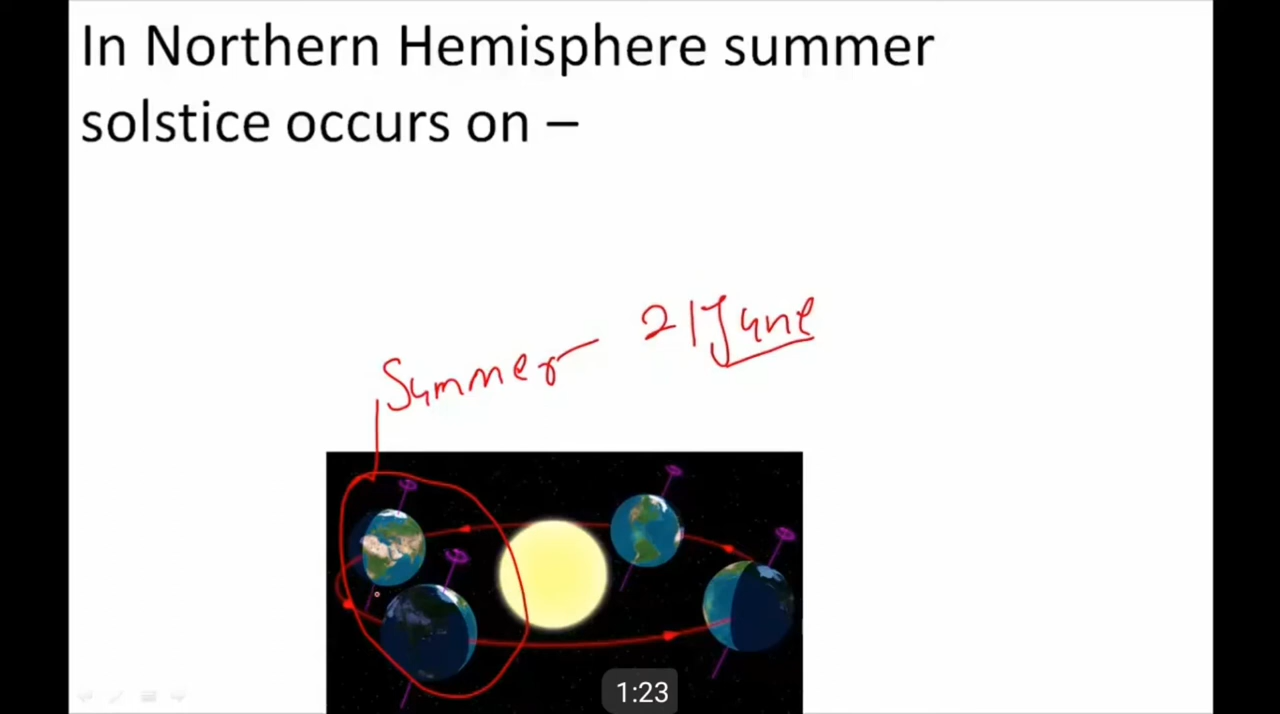 In Northern Hemisphere summer
solstice occurs on –
21 June
Summer
1:23